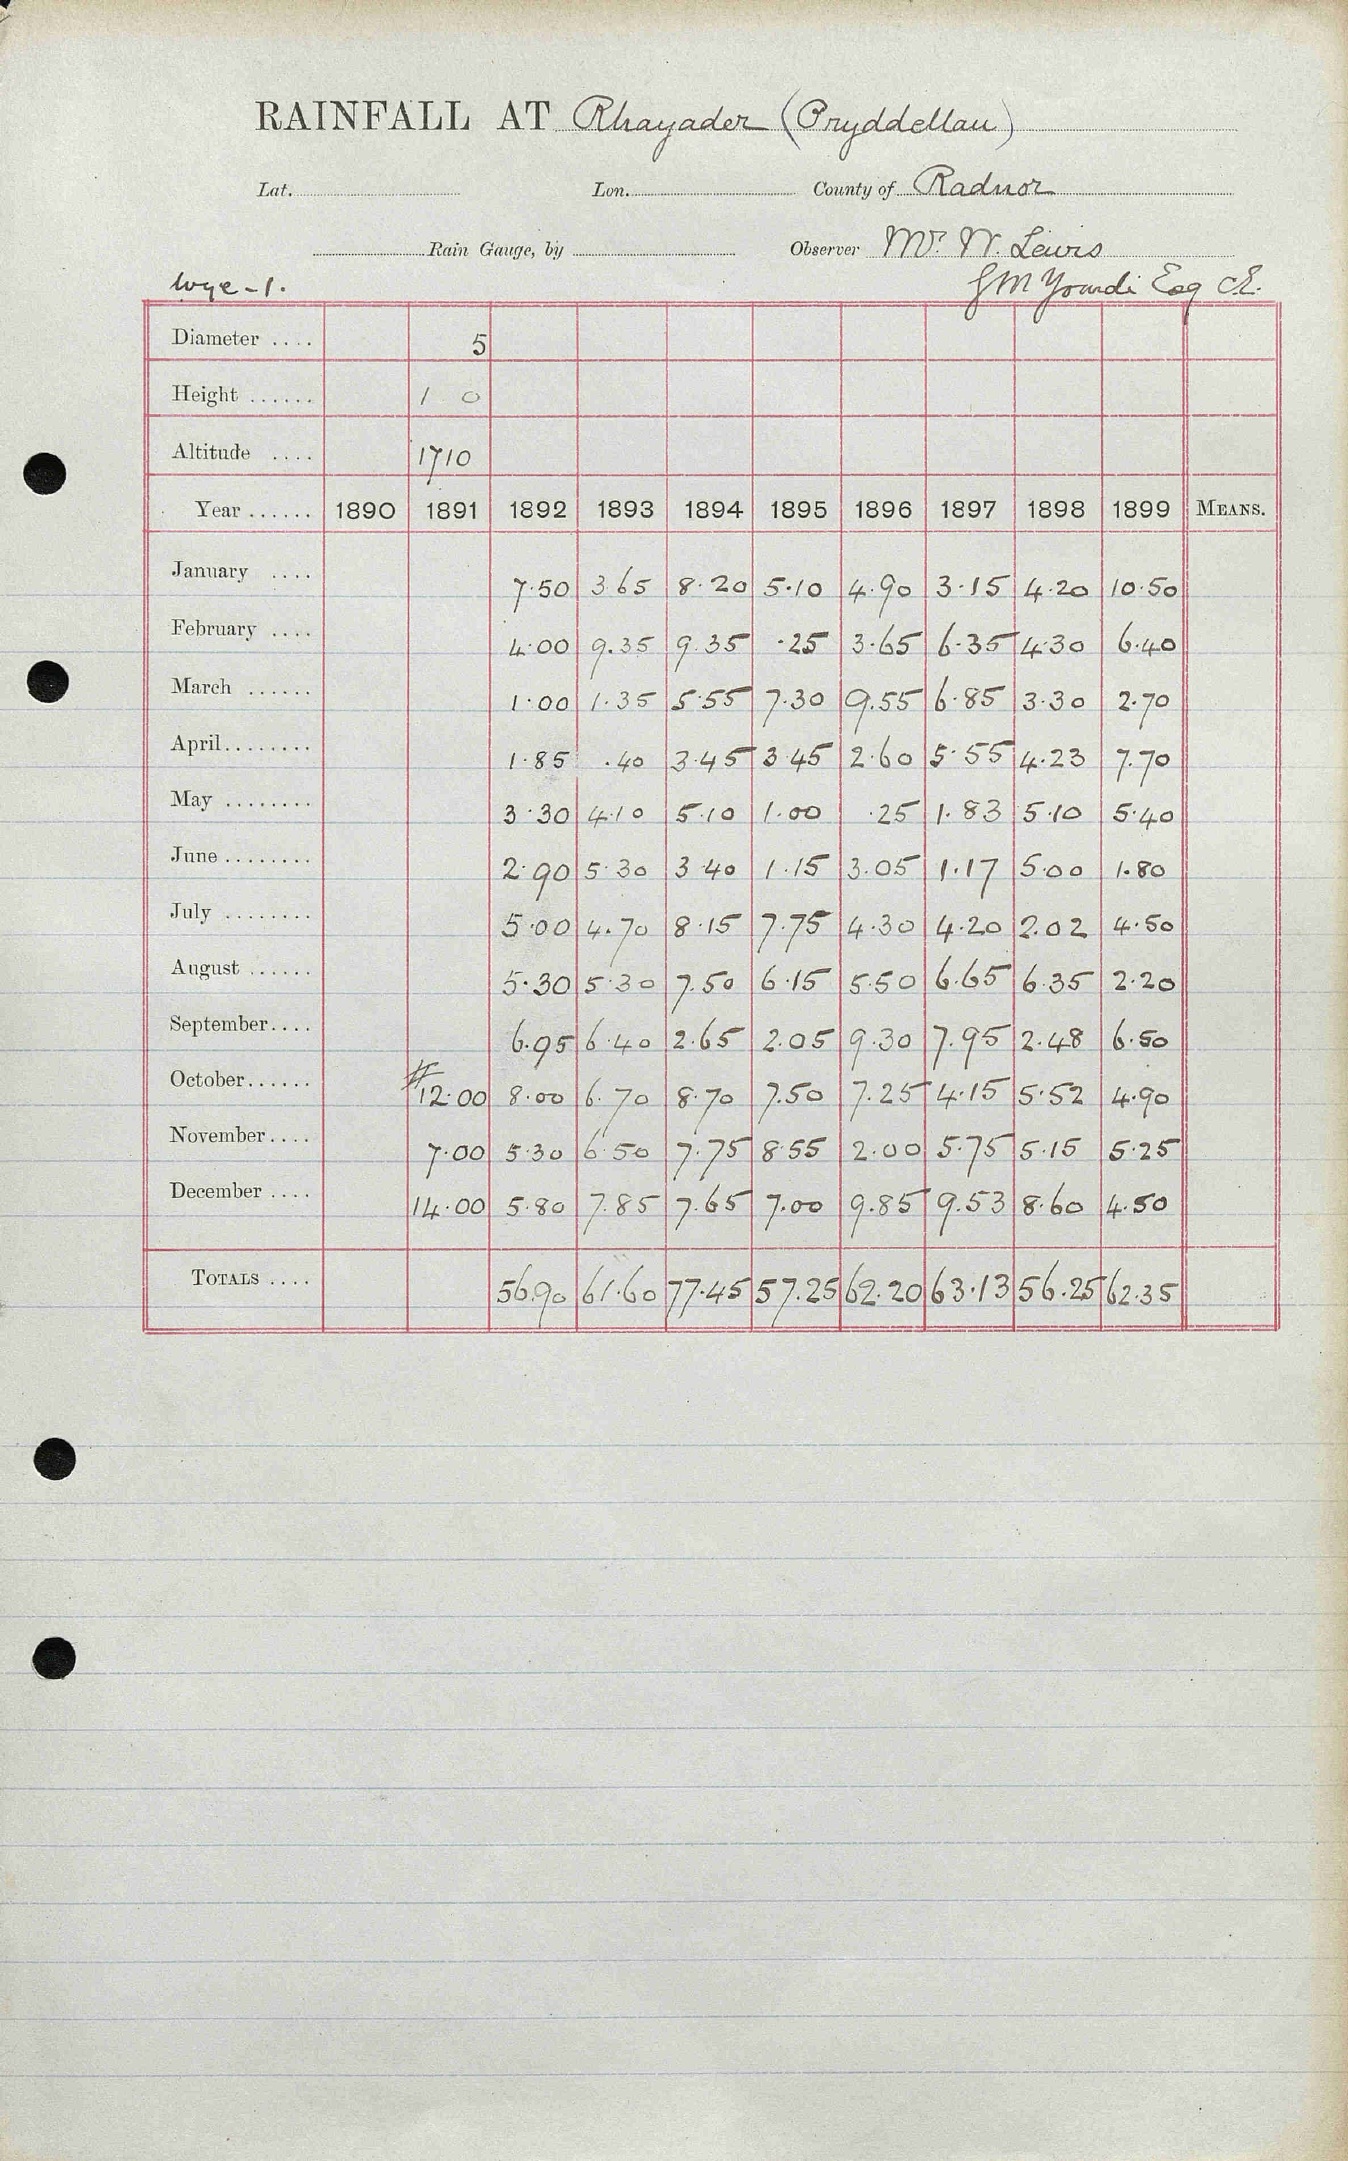 RAINFALL AT Rhayader (Pryddellau)
Lat. Lon. County of Radnor
Rain Gauge, by Observer Mr. W. Lewis
Wye - 1. G M Yourdi Esq C.E.
Diameter .... 5
Height ...... 1 0
Altitude .... 1710
Year ...... 1890 1891 1892 1893 1894 1895 1896 1897 1898 1899 MEANS.
January .... 7.50 3.65 8.20 5.10 4.90 3.15 4.20 10.50
February .... 4.00 9.35 9.35 .25 3.65 6.35 4.30 6.40
March ...... 1.00 1.35 5.55 7.30 9.55 6.85 3.30 2.70
April........ 1.85 .40 3.45 3.45 2.60 5.55 4.23 7.70
May ........ 3.30 4.10 5.10 1.00 .25 1.83 5.10 5.40
June ........ 2.90 5.30 3.40 1.15 3.05 1.17 5.00 1.80
July ........ 5.00 4.70 8.15 7.75 4.30 4.20 2.02 4.50
August ...... 5.30 5.30 7.50 6.15 5.50 6.65 6.35 2.20
September.... 6.95 6.40 2.65 2.05 9.30 7.95 2.48 6.50
October...... #12.00 8.00 6.70 8.70 7.50 7.25 4.15 5.52 4.90
November.... 7.00 5.30 6.50 7.75 8.55 2.00 5.75 5.15 5.25
December .... 14.00 5.80 7.85 7.65 7.00 9.85 9.53 8.60 4.50
TOTALS .... 56.90 61.60 77.45 57.25 62.20 63.13 56.25 62.35